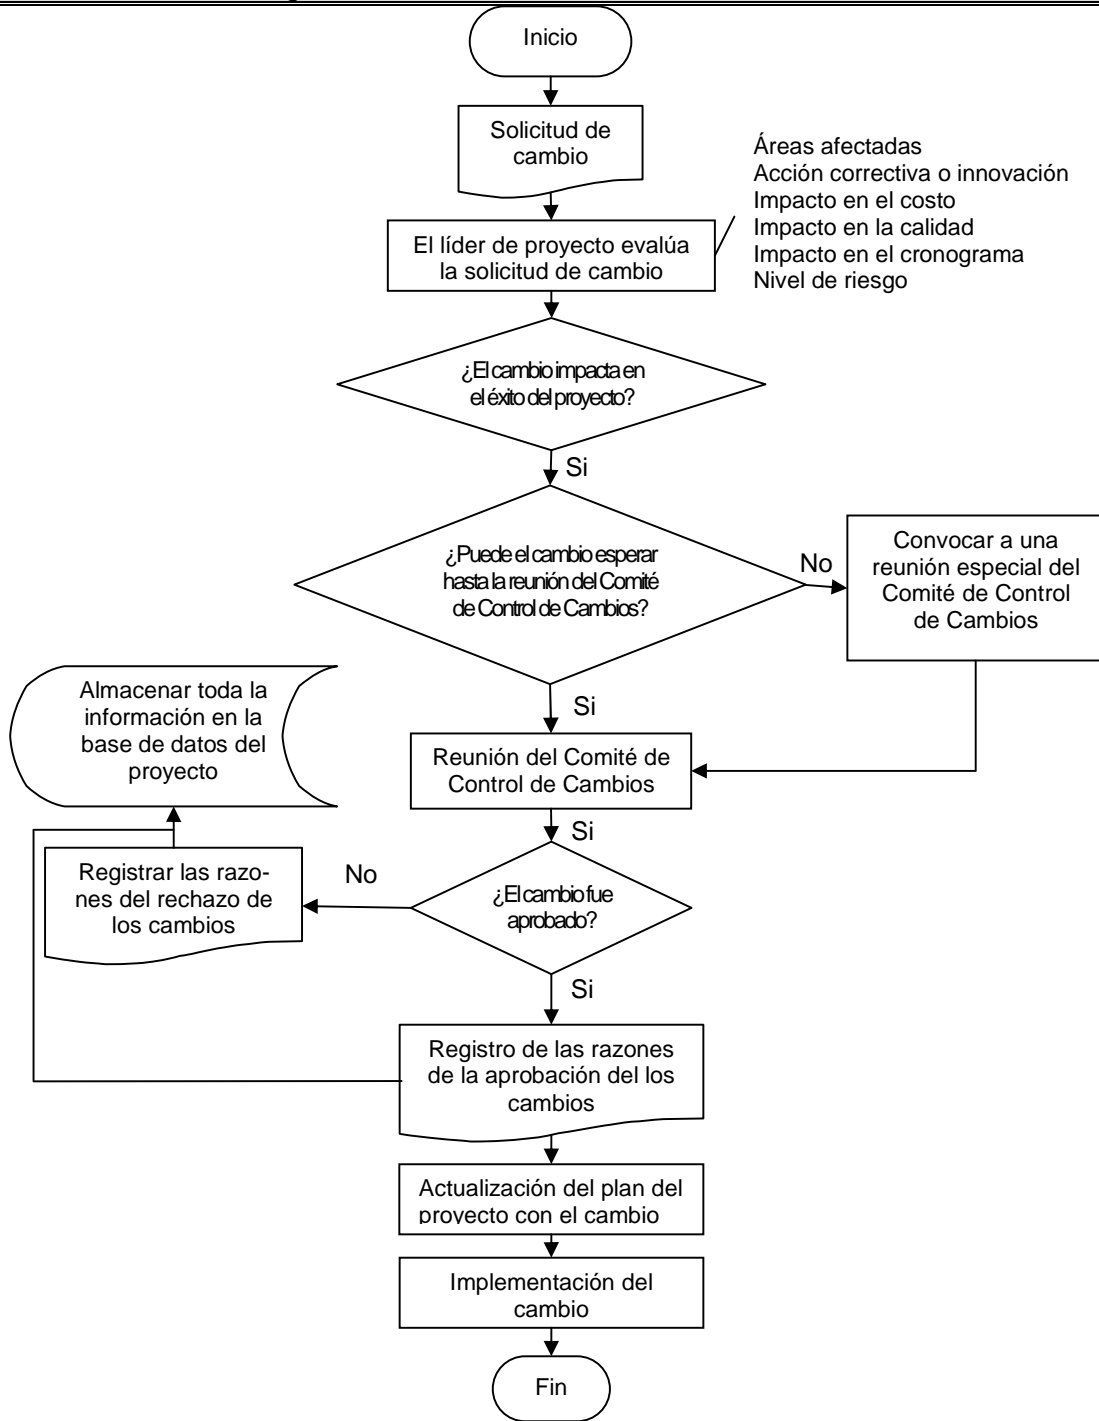 Inicio
Solicitud de
cambio
Áreas afectadas
Acción correctiva o innovación
Impacto en el costo
Impacto en la calidad
Impacto en el cronograma
Nivel de riesgo
El líder de proyecto evalúa
la solicitud de cambio
¿El cambio impacta en
el éxito del proyecto?
Si
¿Puede el cambio esperar
hasta la reunión del Comité
de Control de Cambios?
No
Convocar a una
reunión especial del
Comité de Control
de Cambios
Si
Almacenar toda la
información en la
base de datos del
proyecto
Reunión del Comité de
Control de Cambios
Si
¿El cambio fue
aprobado?
No
Registrar las razo-
nes del rechazo de
los cambios
Si
Registro de las razones
de la aprobación del los
cambios
Actualización del plan del
proyecto con el cambio
Implementación del
cambio
Fin